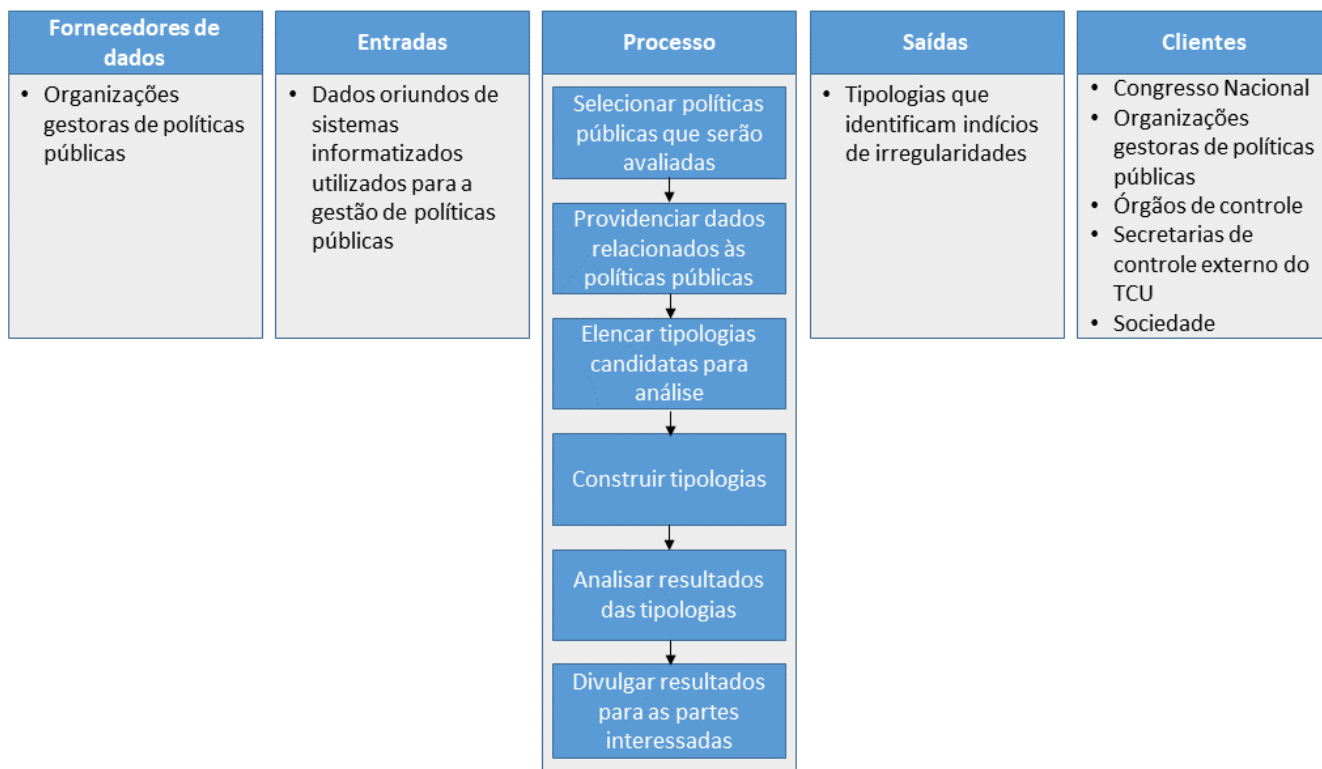 Fornecedores de
dados
• Organizações
gestoras de políticas
públicas
Entradas
• Dados oriundos de
sistemas
informatizados
utilizados para a
gestão de políticas
públicas
Processo
Selecionar políticas
públicas que serão
avaliadas
Providenciar dados
relacionados às
políticas públicas
Elencar tipologias
candidatas para
análise
Construir tipologias
Analisar resultados
das tipologias
Divulgar resultados
para as partes
interessadas
Saídas
• Tipologias que
identificam indícios
de irregularidades
Clientes
• Congresso Nacional
• Organizações
gestoras de políticas
públicas
• Órgãos de controle
• Secretarias de
controle externo do
TCU
• Sociedade